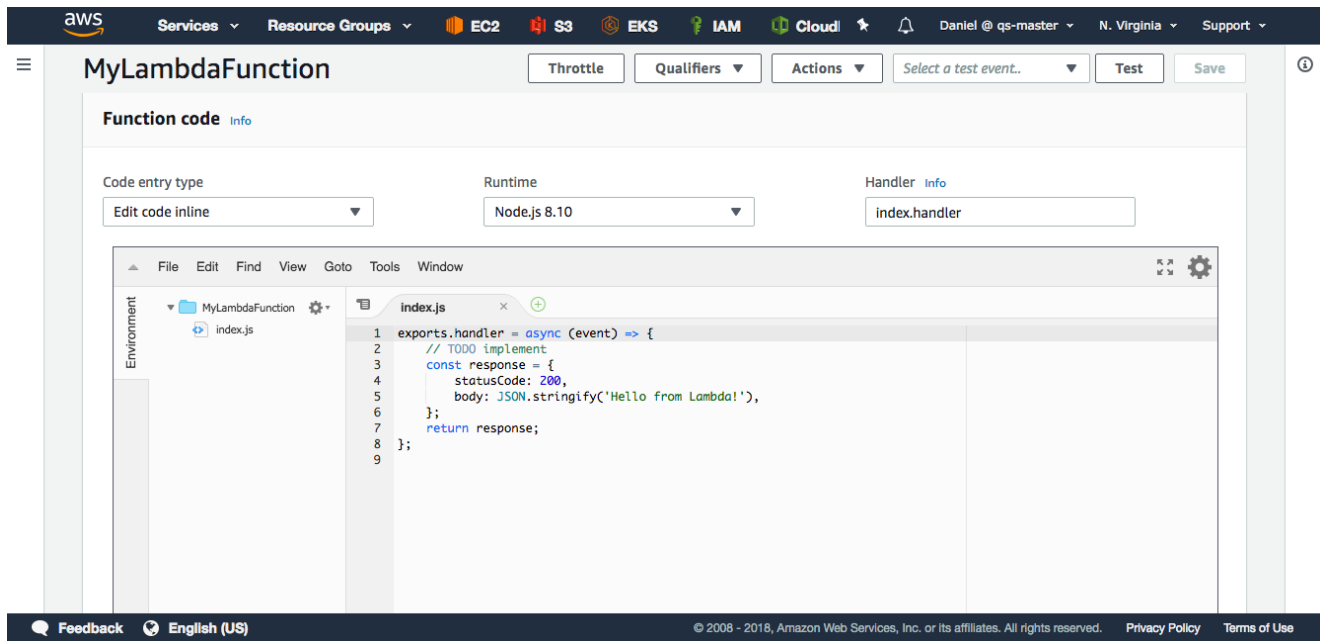 aws Services Resource Groups EC2 S3 EKS IAM Cloud Daniel @ qs-master N. Virginia Support
MyLambdaFunction Throttle Qualifiers Actions Select a test event.. Test Save
Function code Info
Code entry type Runtime Handler Info
Edit code inline Node.js 8.10 index.handler
File Edit Find View Goto Tools Window
Environment
MyLambdaFunction index.js
index.js
1 exports.handler = async (event) => {
2     // TODO implement
3     const response = {
4         statusCode: 200,
5         body: JSON.stringify('Hello from Lambda!'),
6     };
7     return response;
8 };
9
Feedback English (US) © 2008 - 2018, Amazon Web Services, Inc. or its affiliates. All rights reserved. Privacy Policy Terms of Use